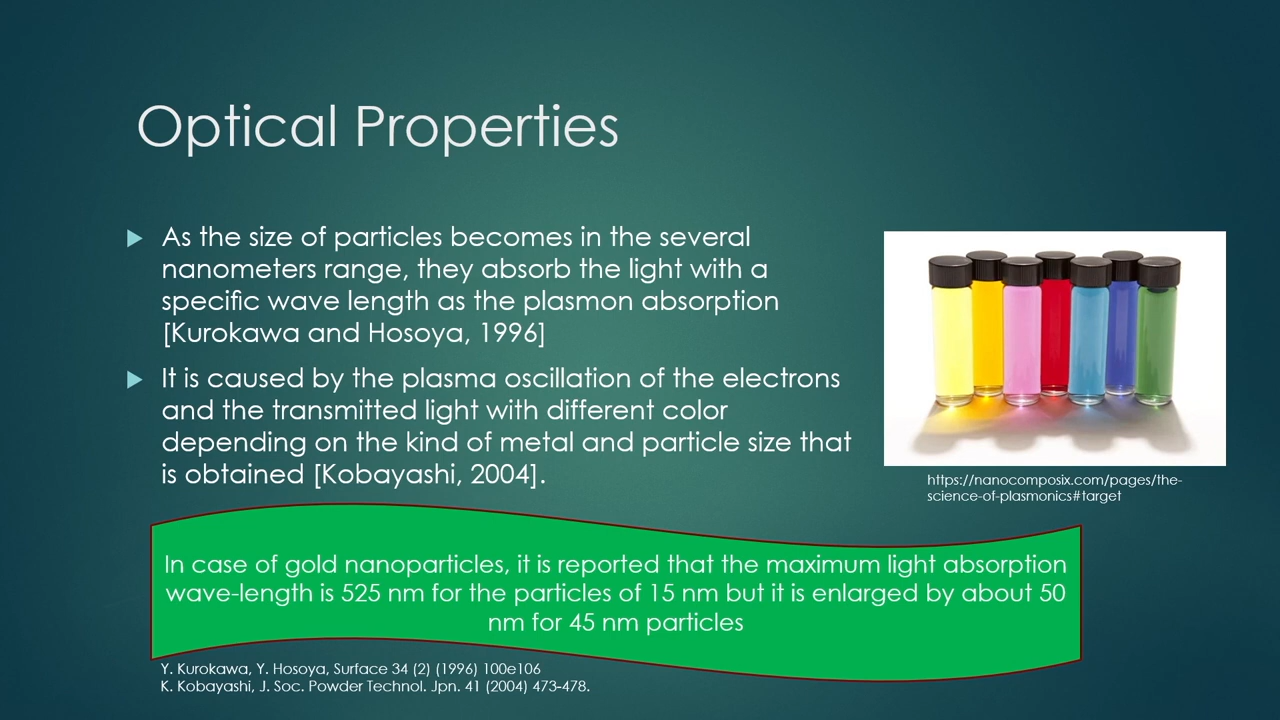 Optical Properties
As the size of particles becomes in the several
nanometers range, they absorb the light with a
specific wave length as the plasmon absorption
[Kurokawa and Hosoya, 1996]
It is caused by the plasma oscillation of the electrons
and the transmitted light with different color
depending on the kind of metal and particle size that
is obtained [Kobayashi, 2004].
https://nanocomposix.com/pages/the-
science-of-plasmonics#target
In case of gold nanoparticles, it is reported that the maximum light absorption
wave-length is 525 nm for the particles of 15 nm but it is enlarged by about 50
nm for 45 nm particles
Y. Kurokawa, Y. Hosoya, Surface 34 (2) (1996) 100e106
K. Kobayashi, J. Soc. Powder Technol. Jpn. 41 (2004) 473-478.